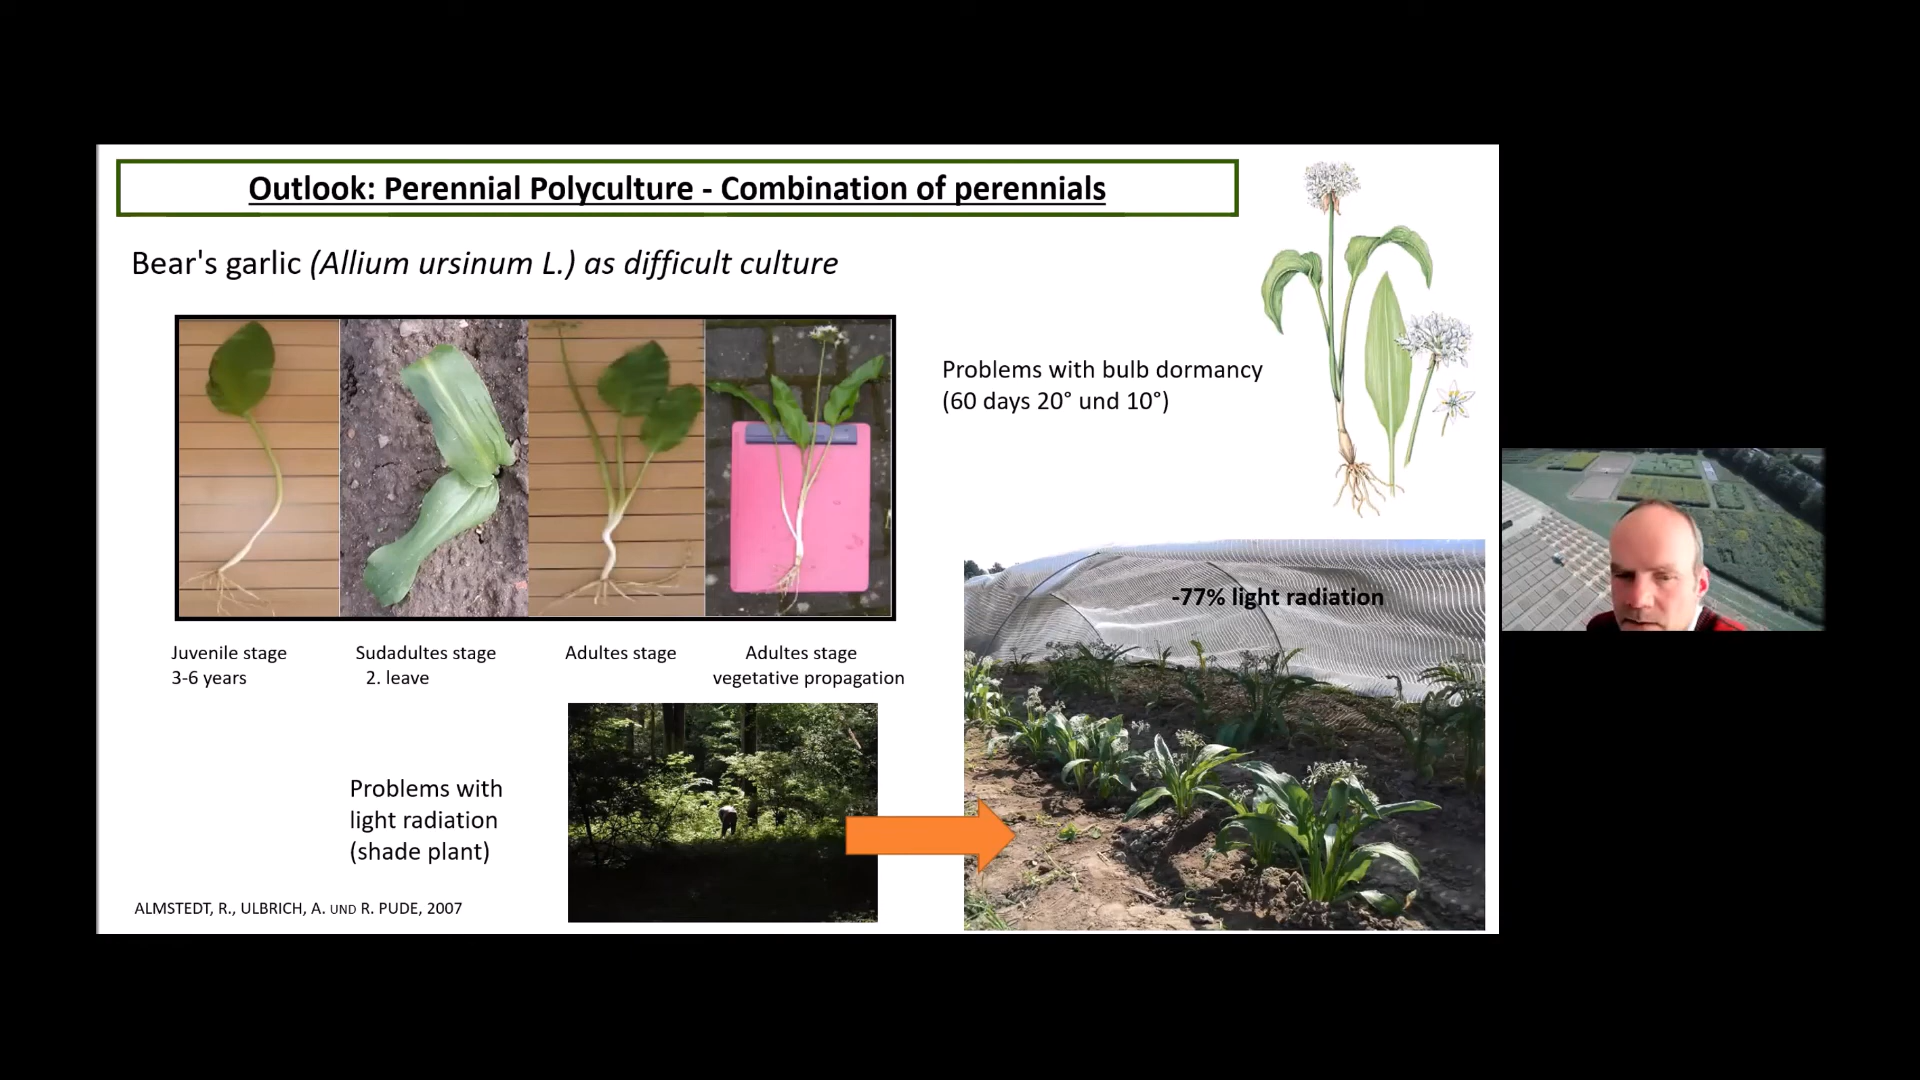 Outlook: Perennial Polyculture - Combination of perennials
Bear's garlic (Allium ursinum L.) as difficult culture
Problems with bulb dormancy
(60 days 20° und 10°)
-77% light radiation
Juvenile stage
3-6 years
Sudadultes stage
2. leave
Adultes stage
Adultes stage
vegetative propagation
Problems with
light radiation
(shade plant)
ALMSTEDT, R., ULBRICH, A. UND R. PUDE, 2007